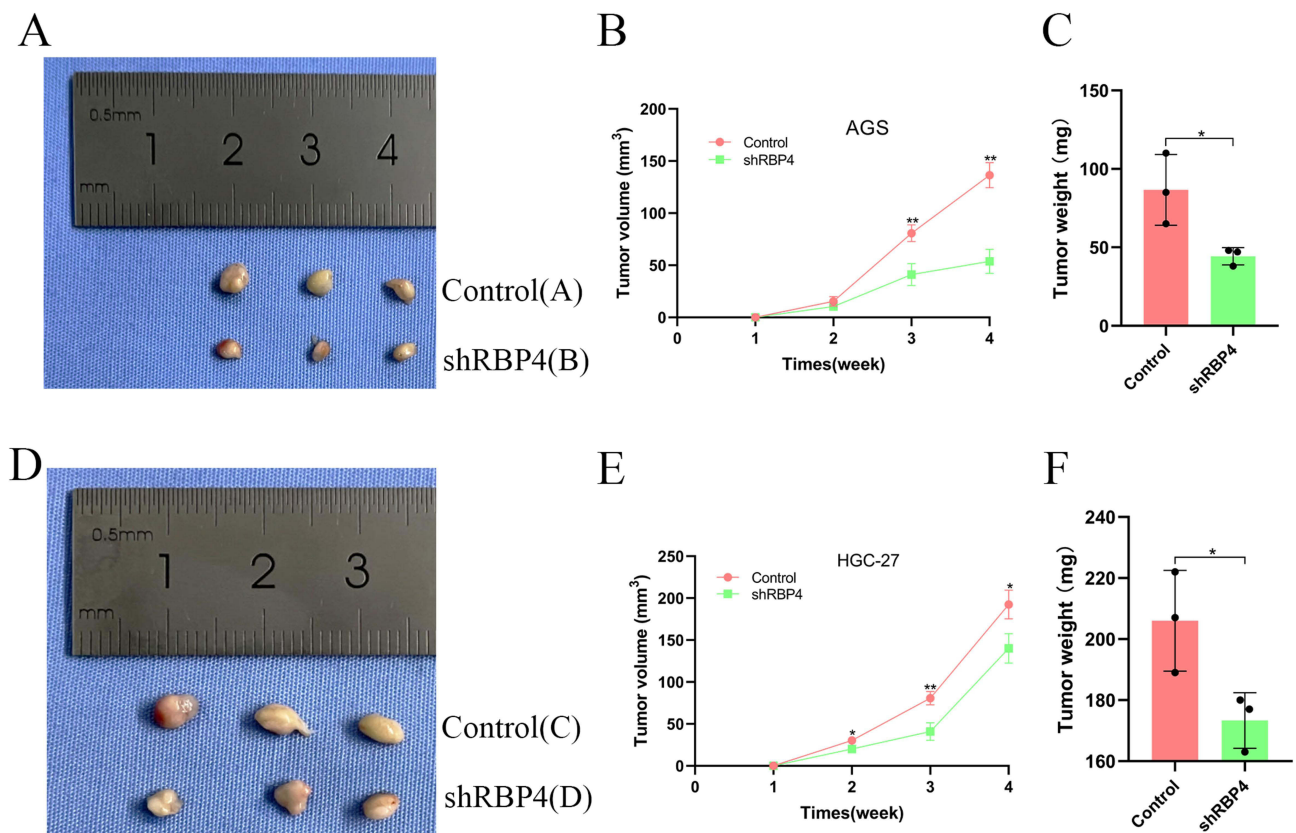 A
0.5mm
1 2 3 4
mm
Control(A)
shRBP4(B)
B
AGS
Control
shRBP4
Tumor volume (mm³)
200
150
100
50
0
0 1 2 3 4
** **
Times(week)
C
Tumor weight (mg)
150
100
50
0
*
Control
shRBP4
D
0.5mm
1 2 3
mm
Control(C)
shRBP4(D)
E
HGC-27
Control
shRBP4
Tumor volume (mm³)
250
200
150
100
50
0
0 1 2 3 4
* ** *
Times(week)
F
Tumor weight (mg)
240
220
200
180
160
*
Control
shRBP4